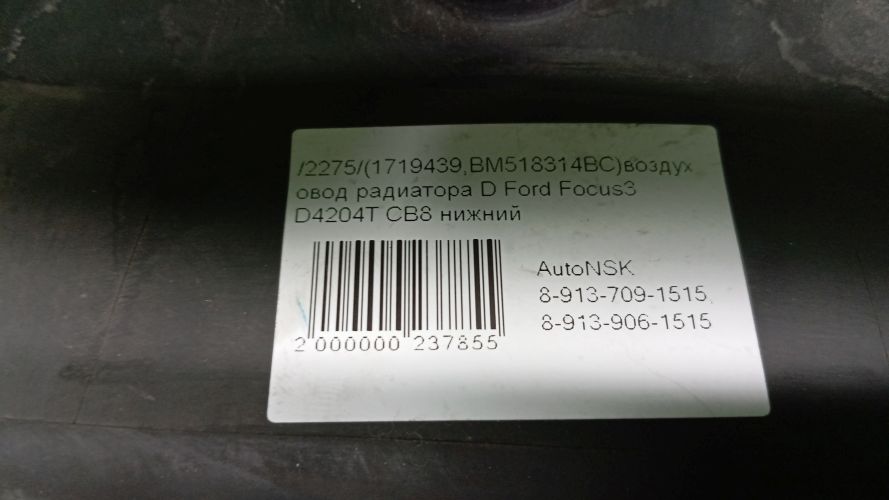 /2275/(1719439,BM518314BC)воздух
овод радиатора D Ford Focus3
D4204T CB8 нижний
AutoNSK
8-913-709-1515,
8-913-906-1515
2 000000 237855